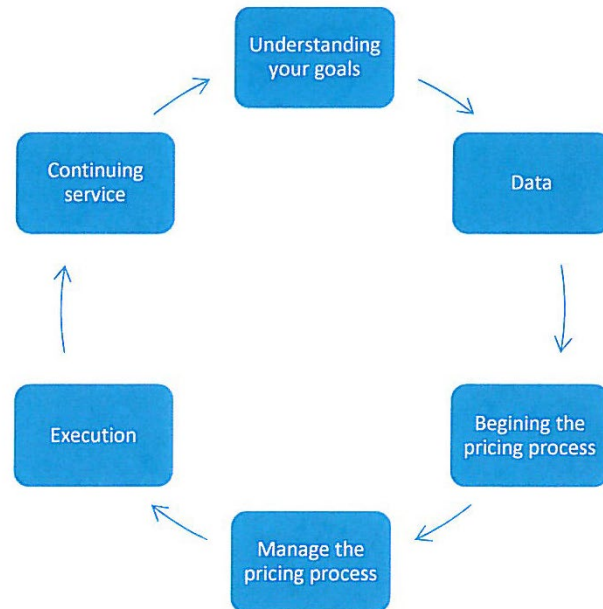 Understanding
your goals
Data
Begining the
pricing process
Manage the
pricing process
Execution
Continuing
service